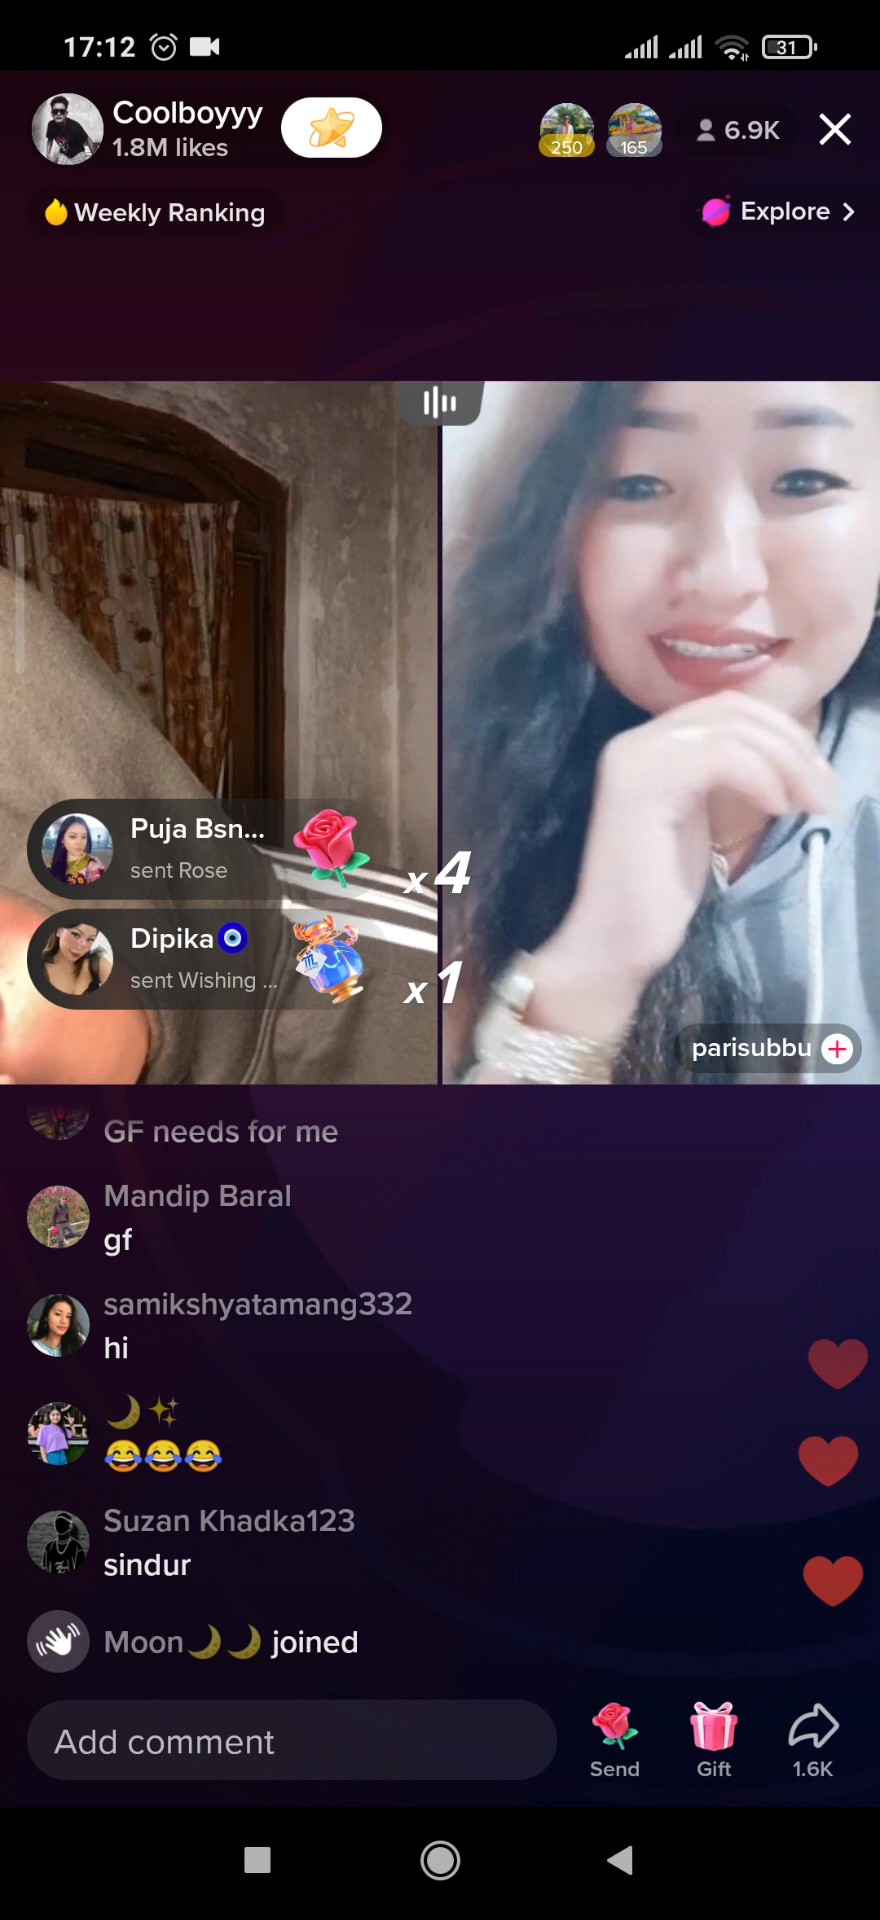 17:12
31
Coolboyyy
1.8M likes
250
165
6.9K
Weekly Ranking
Explore
Puja Bsn...
sent Rose
x4
Dipika
sent Wishing ...
x1
parisubbu
GF needs for me
Mandip Baral
gf
samikshyatamang332
hi
🌙✨
😂😂😂
Suzan Khadka123
sindur
Moon🌙🌙 joined
Add comment
Send
Gift
1.6K